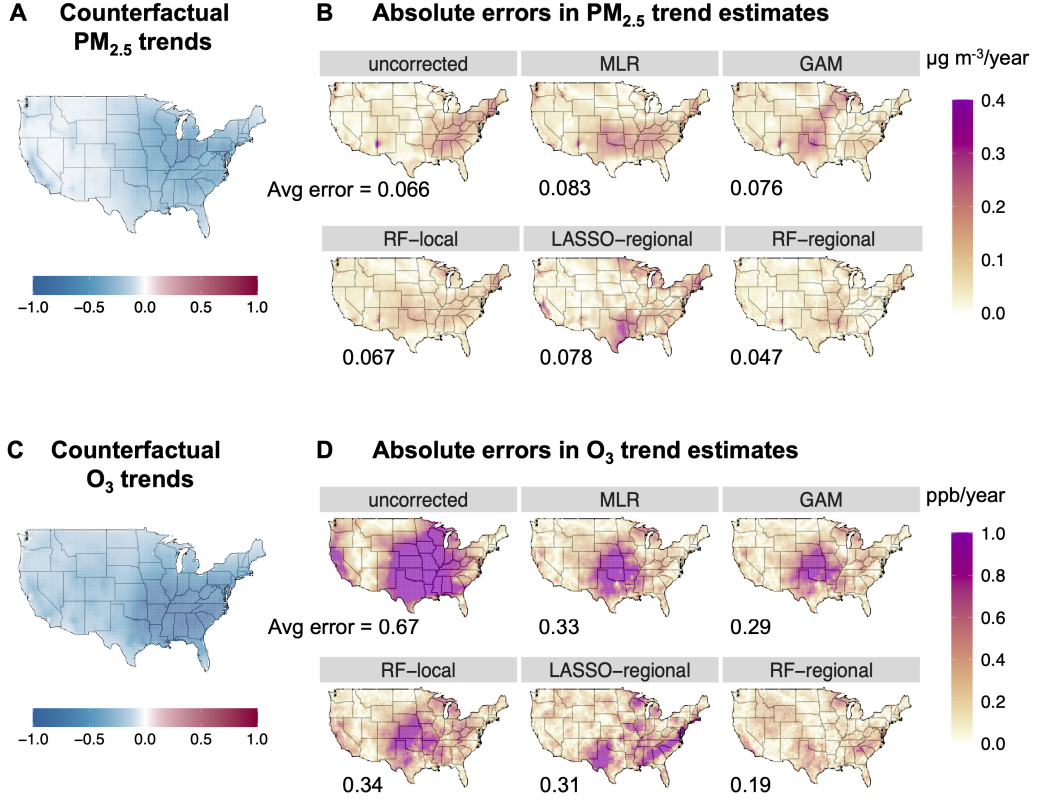 A Counterfactual PM2.5 trends
−1.0 −0.5 0.0 0.5 1.0
B Absolute errors in PM2.5 trend estimates
µg m-3/year
uncorrected MLR GAM
Avg error = 0.066 0.083 0.076
RF−local LASSO−regional RF−regional
0.067 0.078 0.047
0.4
0.3
0.2
0.1
0.0
C Counterfactual O3 trends
−1.0 −0.5 0.0 0.5 1.0
D Absolute errors in O3 trend estimates
ppb/year
uncorrected MLR GAM
Avg error = 0.67 0.33 0.29
RF−local LASSO−regional RF−regional
0.34 0.31 0.19
1.0
0.8
0.6
0.4
0.2
0.0